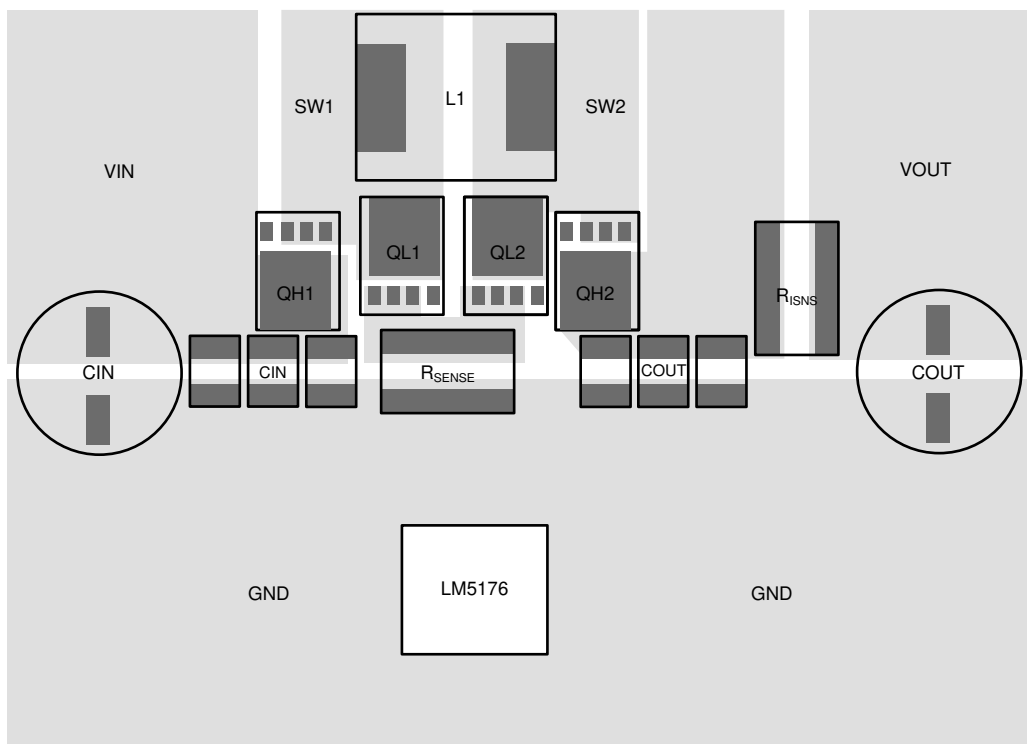 L1
SW1
SW2
VIN
VOUT
QL1
QL2
QH1
QH2
RISNS
CIN
CIN
RSENSE
COUT
COUT
LM5176
GND
GND